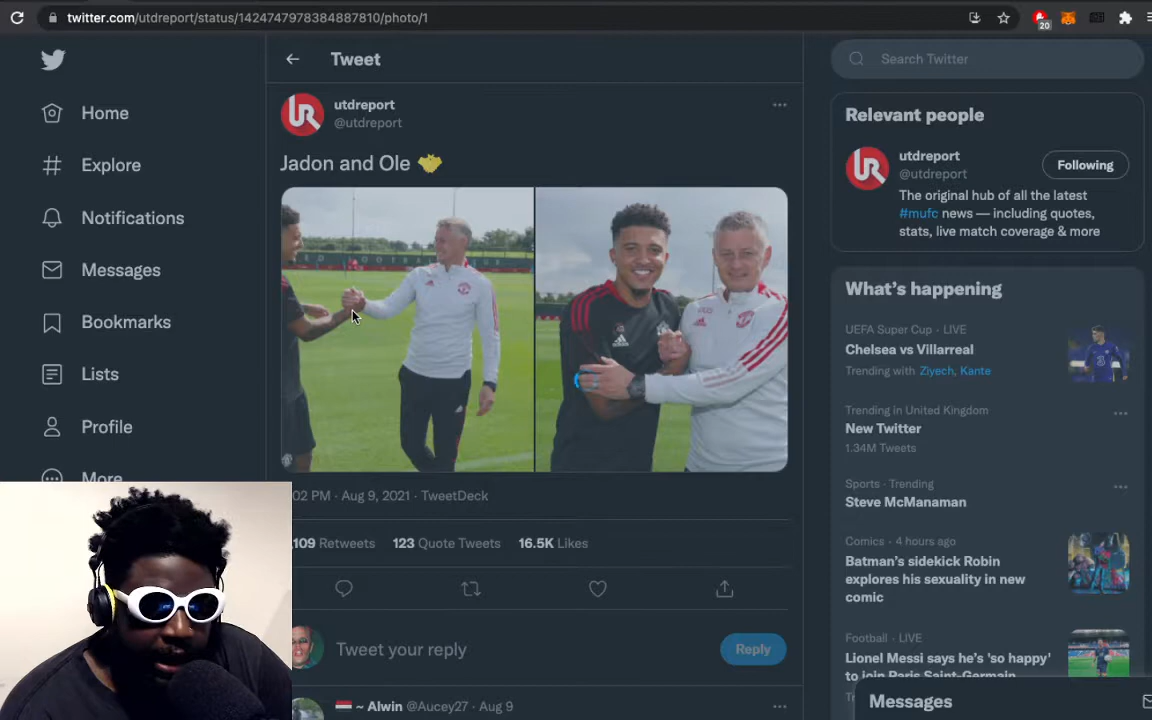 twitter.com/utdreport/status/1424747978384887810/photo/1
20
Home
Explore
Notifications
Messages
Bookmarks
Lists
Profile
More
Tweet
utdreport
@utdreport
Jadon and Ole
02 PM · Aug 9, 2021 · TweetDeck
109 Retweets 123 Quote Tweets 16.5K Likes
Tweet your reply
Reply
~ Alwin @Aucey27 · Aug 9
Search Twitter
Relevant people
utdreport
@utdreport
Following
The original hub of all the latest
#mufc news — including quotes,
stats, live match coverage & more
What's happening
UEFA Super Cup · LIVE
Chelsea vs Villarreal
Trending with Ziyech, Kante
Trending in United Kingdom
New Twitter
1.34M Tweets
Sports · Trending
Steve McManaman
Comics · 4 hours ago
Batman's sidekick Robin
explores his sexuality in new
comic
Football · LIVE
Lionel Messi says he's 'so happy'
to join Paris Saint-Germain
Messages